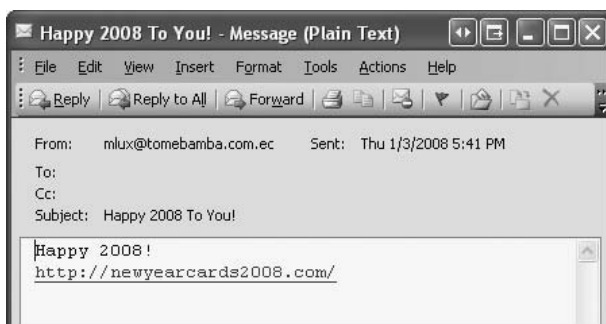 Happy 2008 To You! - Message (Plain Text)
File Edit View Insert Format Tools Actions Help
Reply Reply to All Forward
From: mlux@tomebamba.com.ec Sent: Thu 1/3/2008 5:41 PM
To:
Cc:
Subject: Happy 2008 To You!
Happy 2008!
http://newyearcards2008.com/